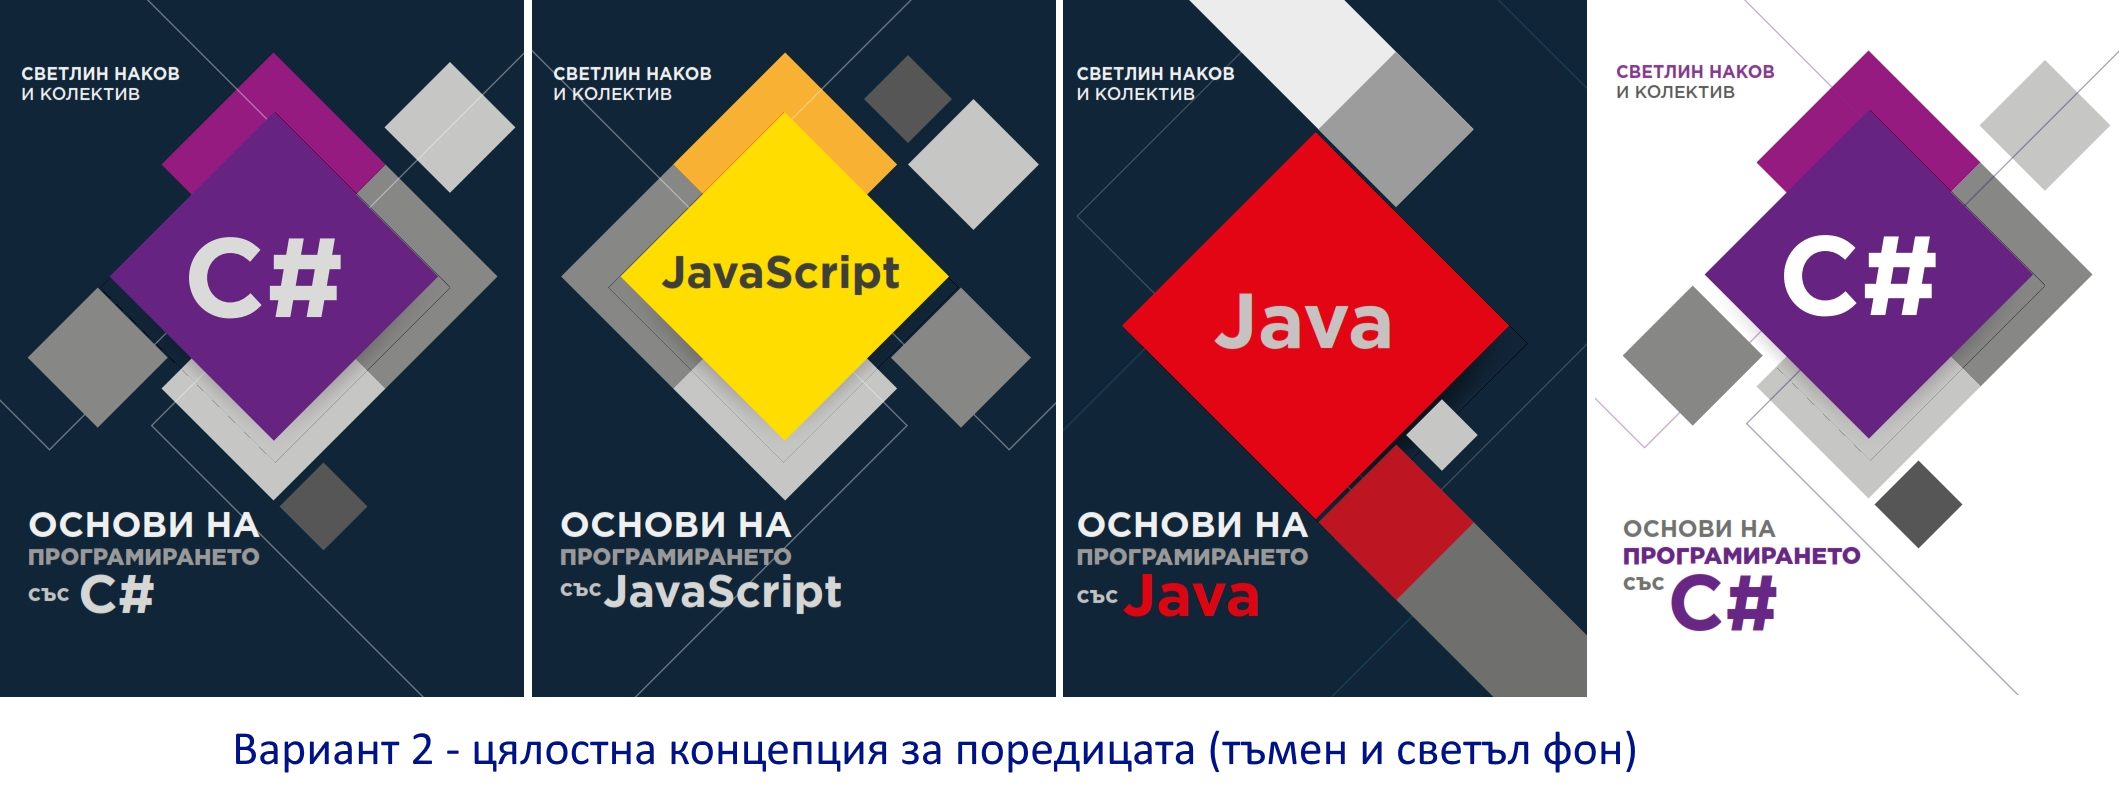 СВЕТЛИН НАКОВ
И КОЛЕКТИВ
C#
ОСНОВИ НА
ПРОГРАМИРАНЕТО
със C#
СВЕТЛИН НАКОВ
И КОЛЕКТИВ
JavaScript
ОСНОВИ НА
ПРОГРАМИРАНЕТО
със JavaScript
СВЕТЛИН НАКОВ
И КОЛЕКТИВ
Java
ОСНОВИ НА
ПРОГРАМИРАНЕТО
със Java
СВЕТЛИН НАКОВ
И КОЛЕКТИВ
C#
ОСНОВИ НА
ПРОГРАМИРАНЕТО
със C#
Вариант 2 - цялостна концепция за поредицата (тъмен и светъл фон)